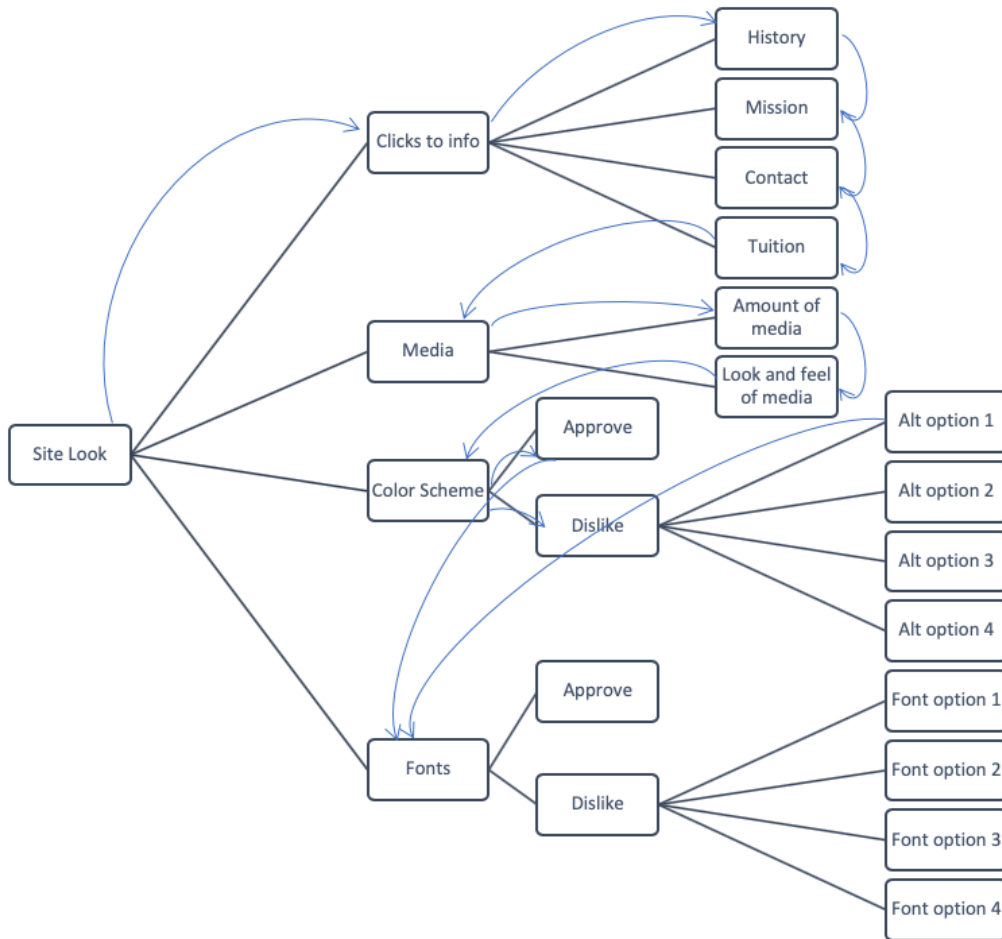 History
Mission
Clicks to info
Contact
Tuition
Amount of
media
Media
Look and feel
of media
Approve
Alt option 1
Site Look
Color Scheme
Alt option 2
Dislike
Alt option 3
Alt option 4
Approve
Font option 1
Fonts
Font option 2
Dislike
Font option 3
Font option 4